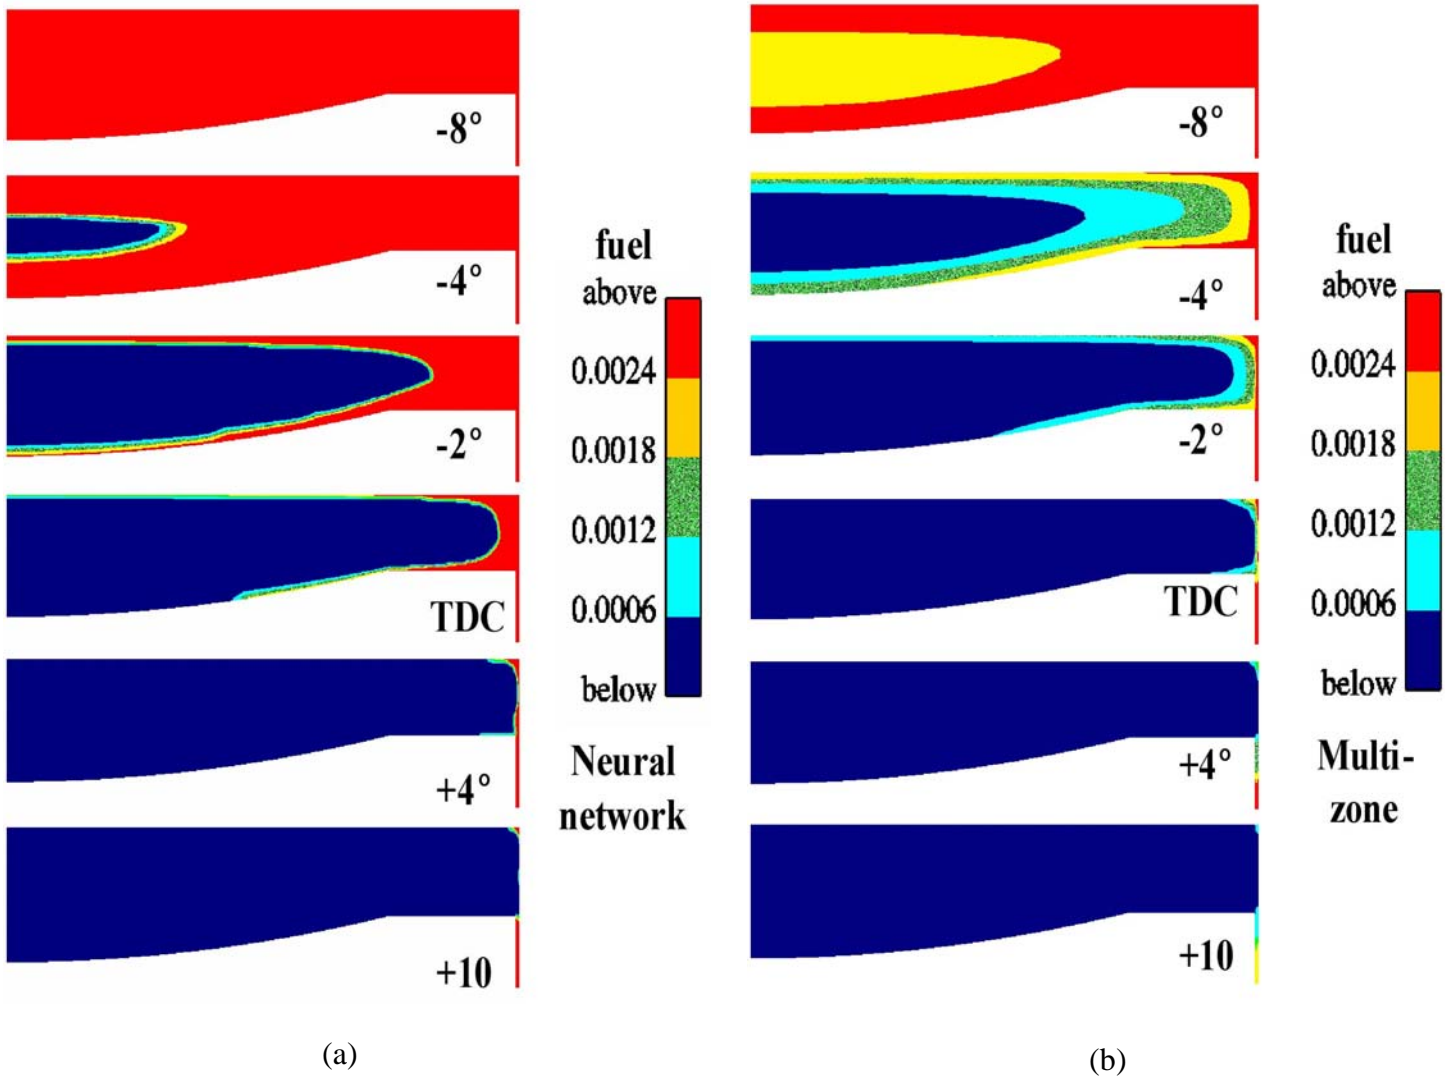 -8°
-4°
-2°
TDC
+4°
+10
fuel
above
0.0024
0.0018
0.0012
0.0006
below
Neural
network
(a)
-8°
-4°
-2°
TDC
+4°
+10
fuel
above
0.0024
0.0018
0.0012
0.0006
below
Multi-
zone
(b)